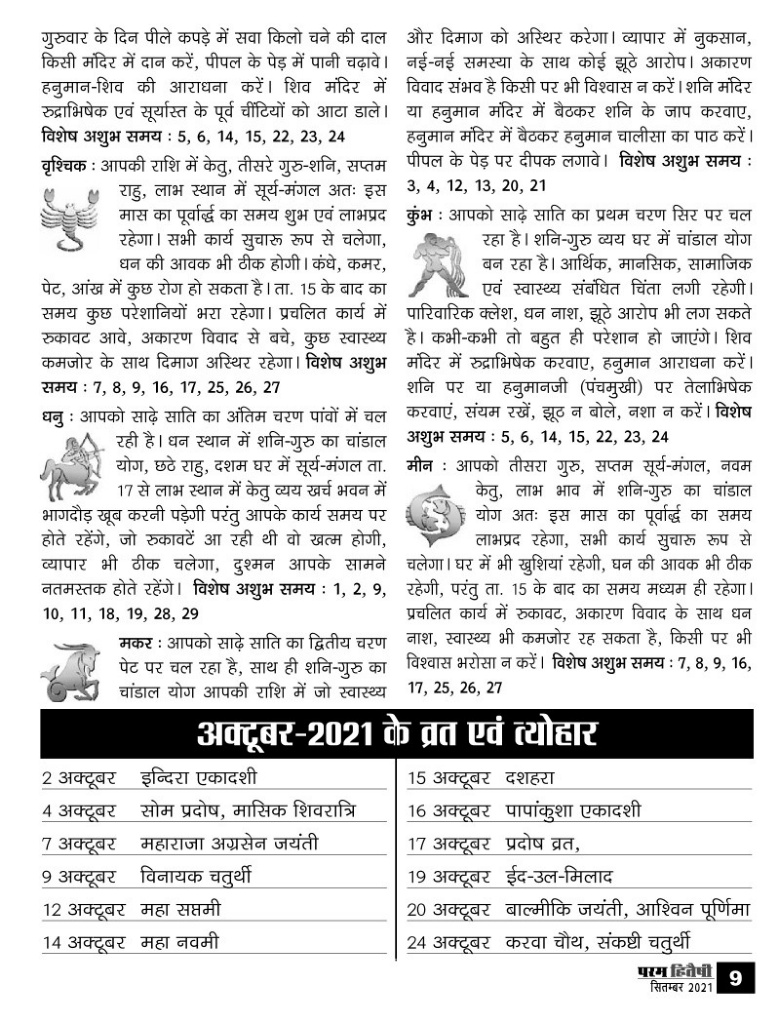 गुरुवार के दिन पीले कपड़े में सवा किलो चने की दाल
किसी मंदिर में दान करें, पीपल के पेड़ में पानी चढ़ावे।
हनुमान-शिव की आराधना करें। शिव मंदिर में
रुद्राभिषेक एवं सूर्यास्त के पूर्व चींटियों को आटा डाले।
विशेष अशुभ समय : 5, 6, 14, 15, 22, 23, 24
वृश्चिक : आपकी राशि में केतु, तीसरे गुरु-शनि, सप्तम
राहु, लाभ स्थान में सूर्य-मंगल अतः इस
मास का पूर्वार्द्ध का समय शुभ एवं लाभप्रद
रहेगा। सभी कार्य सुचारू रूप से चलेगा,
धन की आवक भी ठीक होगी। कंधे, कमर,
पेट, आंख में कुछ रोग हो सकता है। ता. 15 के बाद का
समय कुछ परेशानियों भरा रहेगा। प्रचलित कार्य में
रुकावट आवे, अकारण विवाद से बचे, कुछ स्वास्थ्य
कमजोर के साथ दिमाग अस्थिर रहेगा। विशेष अशुभ
समय : 7, 8, 9, 16, 17, 25, 26, 27
धनु : आपको साढ़े साति का अंतिम चरण पांवों में चल
रही है। धन स्थान में शनि-गुरु का चांडाल
योग, छठे राहु, दशम घर में सूर्य-मंगल ता.
17 से लाभ स्थान में केतु व्यय खर्च भवन में
भागदौड़ खूब करनी पड़ेगी परंतु आपके कार्य समय पर
होते रहेंगे, जो रुकावटें आ रही थी वो खत्म होगी,
व्यापार भी ठीक चलेगा, दुश्मन आपके सामने
नतमस्तक होते रहेंगे। विशेष अशुभ समय : 1, 2, 9,
10, 11, 18, 19, 28, 29
मकर : आपको साढ़े साति का द्वितीय चरण
पेट पर चल रहा है, साथ ही शनि-गुरु का
चांडाल योग आपकी राशि में जो स्वास्थ्य
और दिमाग को अस्थिर करेगा। व्यापार में नुकसान,
नई-नई समस्या के साथ कोई झूठे आरोप। अकारण
विवाद संभव है किसी पर भी विश्वास न करें। शनि मंदिर
या हनुमान मंदिर में बैठकर शनि के जाप करवाए,
हनुमान मंदिर में बैठकर हनुमान चालीसा का पाठ करें।
पीपल के पेड़ पर दीपक लगावे। विशेष अशुभ समय :
3, 4, 12, 13, 20, 21
कुंभ : आपको साढ़े साति का प्रथम चरण सिर पर चल
रहा है। शनि-गुरु व्यय घर में चांडाल योग
बन रहा है। आर्थिक, मानसिक, सामाजिक
एवं स्वास्थ्य संबंधित चिंता लगी रहेगी।
पारिवारिक क्लेश, धन नाश, झूठे आरोप भी लग सकते
है। कभी-कभी तो बहुत ही परेशान हो जाएंगे। शिव
मंदिर में रुद्राभिषेक करवाए, हनुमान आराधना करें।
शनि पर या हनुमानजी (पंचमुखी) पर तेलाभिषेक
करवाएं, संयम रखें, झूठ न बोले, नशा न करें। विशेष
अशुभ समय : 5, 6, 14, 15, 22, 23, 24
मीन : आपको तीसरा गुरु, सप्तम सूर्य-मंगल, नवम
केतु, लाभ भाव में शनि-गुरु का चांडाल
योग अतः इस मास का पूर्वार्द्ध का समय
लाभप्रद रहेगा, सभी कार्य सुचारू रूप से
चलेगा। घर में भी खुशियां रहेगी, घन की आवक भी ठीक
रहेगी, परंतु ता. 15 के बाद का समय मध्यम ही रहेगा।
प्रचलित कार्य में रुकावट, अकारण विवाद के साथ धन
नाश, स्वास्थ्य भी कमजोर रह सकता है, किसी पर भी
विश्वास भरोसा न करें। विशेष अशुभ समय : 7, 8, 9, 16,
17, 25, 26, 27
अक्टूबर-2021 के व्रत एवं त्योहार
2 अक्टूबर इन्दिरा एकादशी
4 अक्टूबर सोम प्रदोष, मासिक शिवरात्रि
7 अक्टूबर महाराजा अग्रसेन जयंती
9 अक्टूबर विनायक चतुर्थी
12 अक्टूबर महा सप्तमी
14 अक्टूबर महा नवमी
15 अक्टूबर दशहरा
16 अक्टूबर पापांकुशा एकादशी
17 अक्टूबर प्रदोष व्रत,
19 अक्टूबर ईद-उल-मिलाद
20 अक्टूबर बाल्मीकि जयंती, आश्विन पूर्णिमा
24 अक्टूबर करवा चौथ, संकष्टी चतुर्थी
परम हितैषी
सितम्बर 2021 9